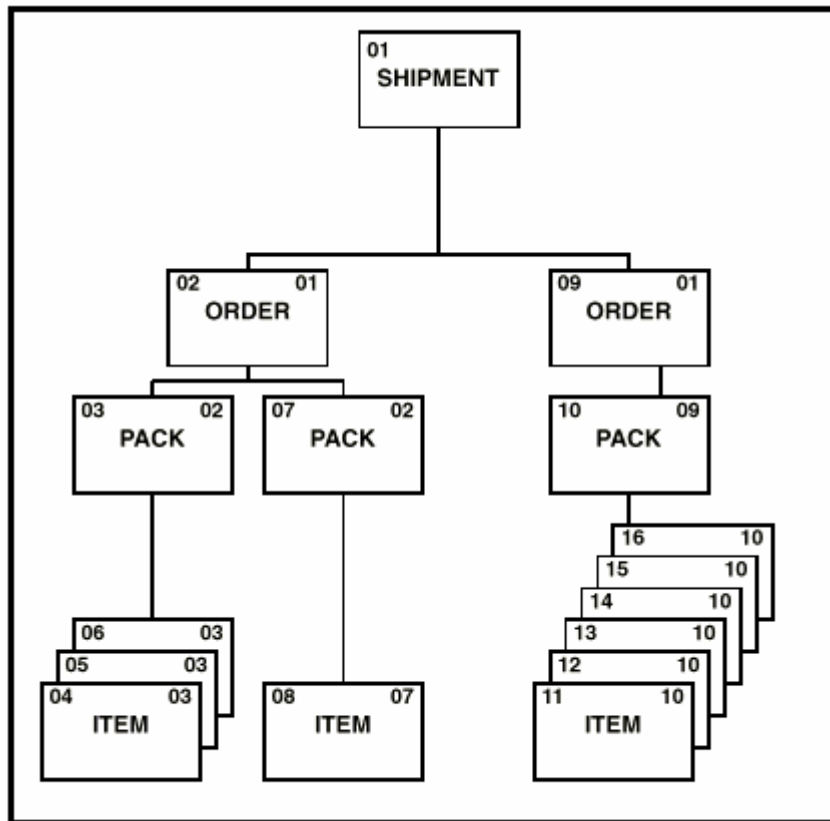 01
SHIPMENT
02 01
ORDER
09 01
ORDER
03 02
PACK
07 02
PACK
10 09
PACK
16 10
15 10
14 10
13 10
12 10
11 10
ITEM
06 03
05 03
04 03
ITEM
08 07
ITEM